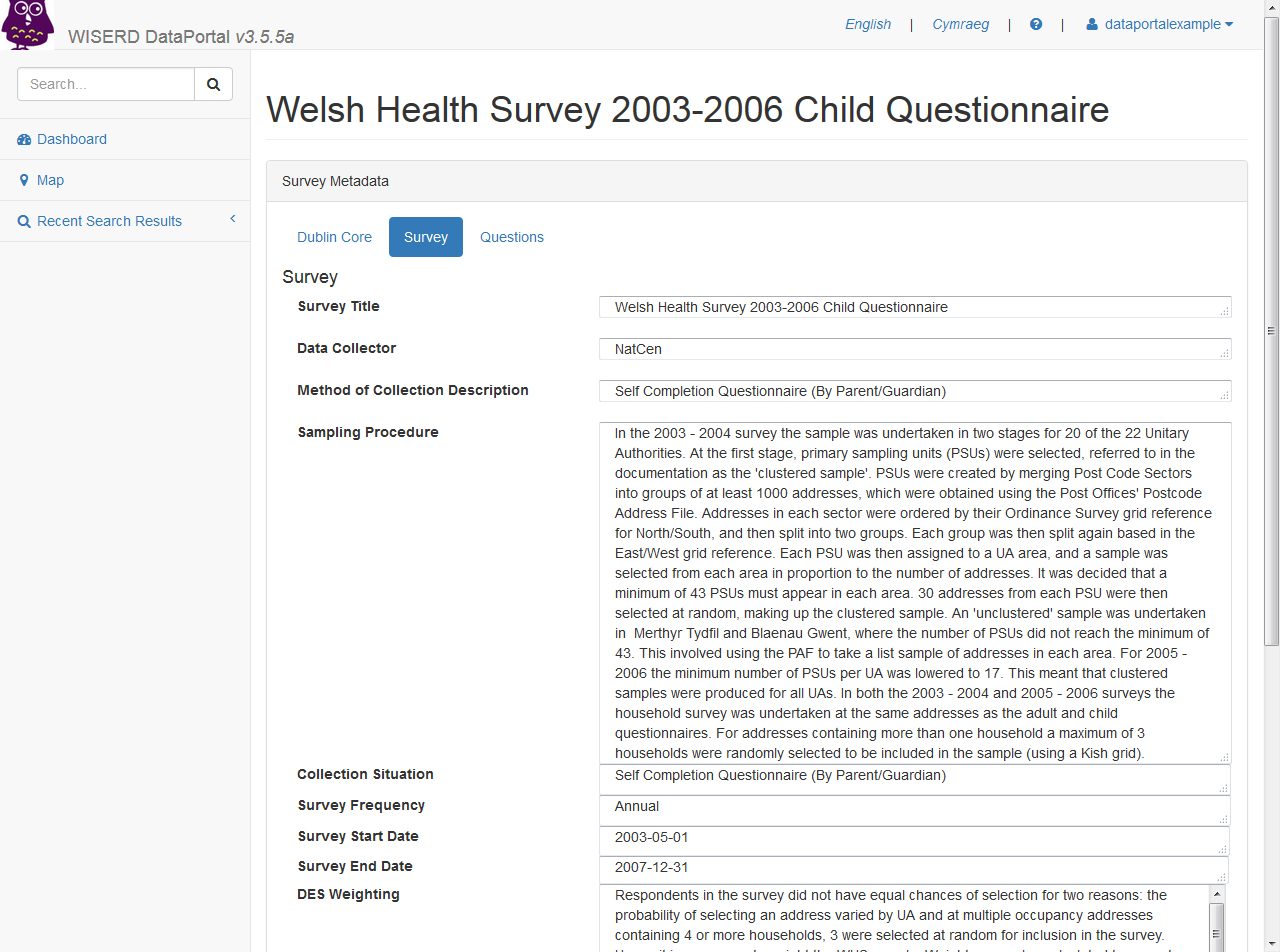 WISERD DataPortal v3.5.5a
English | Cymraeg | ? | dataportalexample
Search...
Dashboard
Map
Recent Search Results
Welsh Health Survey 2003-2006 Child Questionnaire
Survey Metadata
Dublin Core Survey Questions
Survey
Survey Title
Welsh Health Survey 2003-2006 Child Questionnaire
Data Collector
NatCen
Method of Collection Description
Self Completion Questionnaire (By Parent/Guardian)
Sampling Procedure
In the 2003 - 2004 survey the sample was undertaken in two stages for 20 of the 22 Unitary
Authorities. At the first stage, primary sampling units (PSUs) were selected, referred to in the
documentation as the 'clustered sample'. PSUs were created by merging Post Code Sectors
into groups of at least 1000 addresses, which were obtained using the Post Offices' Postcode
Address File. Addresses in each sector were ordered by their Ordinance Survey grid reference
for North/South, and then split into two groups. Each group was then split again based in the
East/West grid reference. Each PSU was then assigned to a UA area, and a sample was
selected from each area in proportion to the number of addresses. It was decided that a
minimum of 43 PSUs must appear in each area. 30 addresses from each PSU were then
selected at random, making up the clustered sample. An 'unclustered' sample was undertaken
in  Merthyr Tydfil and Blaenau Gwent, where the number of PSUs did not reach the minimum of
43. This involved using the PAF to take a list sample of addresses in each area. For 2005 -
2006 the minimum number of PSUs per UA was lowered to 17. This meant that clustered
samples were produced for all UAs. In both the 2003 - 2004 and 2005 - 2006 surveys the
household survey was undertaken at the same addresses as the adult and child
questionnaires. For addresses containing more than one household a maximum of 3
households were randomly selected to be included in the sample (using a Kish grid).
Collection Situation
Self Completion Questionnaire (By Parent/Guardian)
Survey Frequency
Annual
Survey Start Date
2003-05-01
Survey End Date
2007-12-31
DES Weighting
Respondents in the survey did not have equal chances of selection for two reasons: the
probability of selecting an address varied by UA and at multiple occupancy addresses
containing 4 or more households, 3 were selected at random for inclusion in the survey.